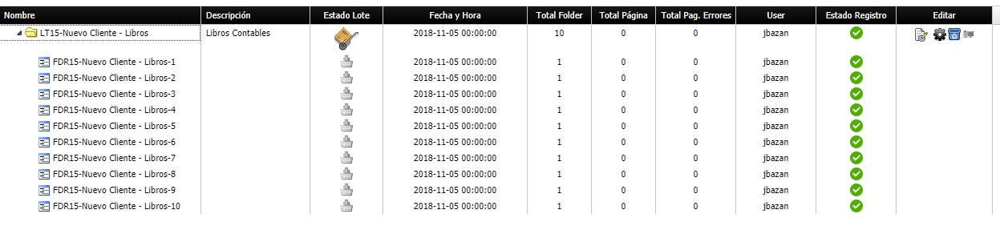 Nombre Descripción Estado Lote Fecha y Hora Total Folder Total Página Total Pag. Errores User Estado Registro Editar
LT15-Nuevo Cliente - Libros Libros Contables 2018-11-05 00:00:00 10 0 0 jbazan
FDR15-Nuevo Cliente - Libros-1 2018-11-05 00:00:00 1 0 0 jbazan
FDR15-Nuevo Cliente - Libros-2 2018-11-05 00:00:00 1 0 0 jbazan
FDR15-Nuevo Cliente - Libros-3 2018-11-05 00:00:00 1 0 0 jbazan
FDR15-Nuevo Cliente - Libros-4 2018-11-05 00:00:00 1 0 0 jbazan
FDR15-Nuevo Cliente - Libros-5 2018-11-05 00:00:00 1 0 0 jbazan
FDR15-Nuevo Cliente - Libros-6 2018-11-05 00:00:00 1 0 0 jbazan
FDR15-Nuevo Cliente - Libros-7 2018-11-05 00:00:00 1 0 0 jbazan
FDR15-Nuevo Cliente - Libros-8 2018-11-05 00:00:00 1 0 0 jbazan
FDR15-Nuevo Cliente - Libros-9 2018-11-05 00:00:00 1 0 0 jbazan
FDR15-Nuevo Cliente - Libros-10 2018-11-05 00:00:00 1 0 0 jbazan